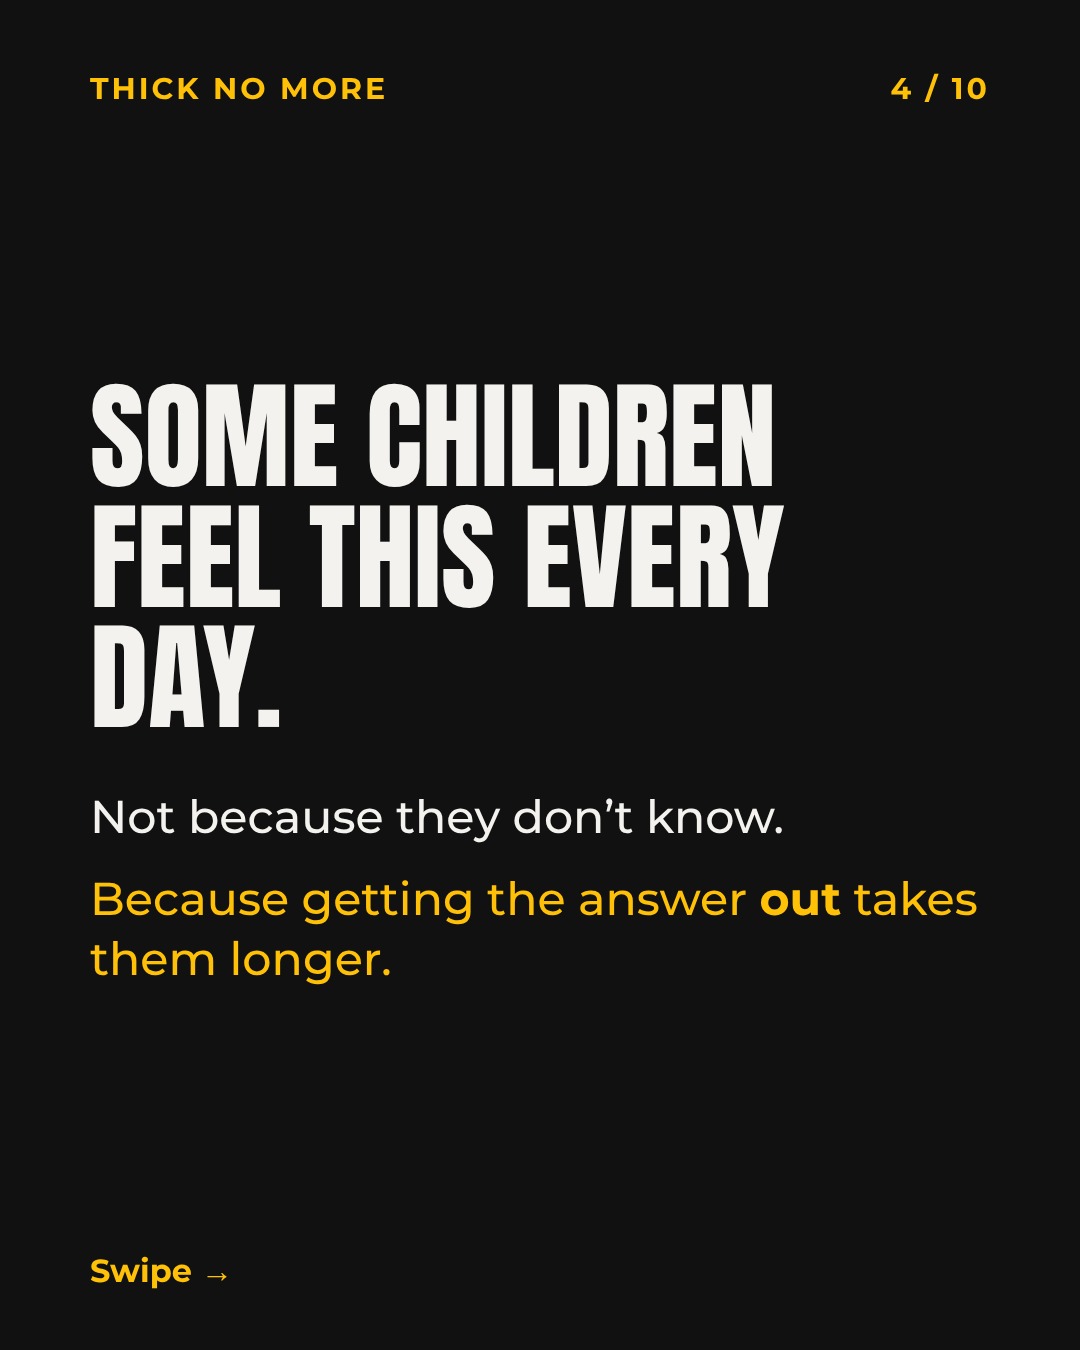 THICK NO MORE
4 / 10
SOME CHILDREN
FEEL THIS EVERY
DAY.
Not because they don’t know.
Because getting the answer out takes
them longer.
Swipe →